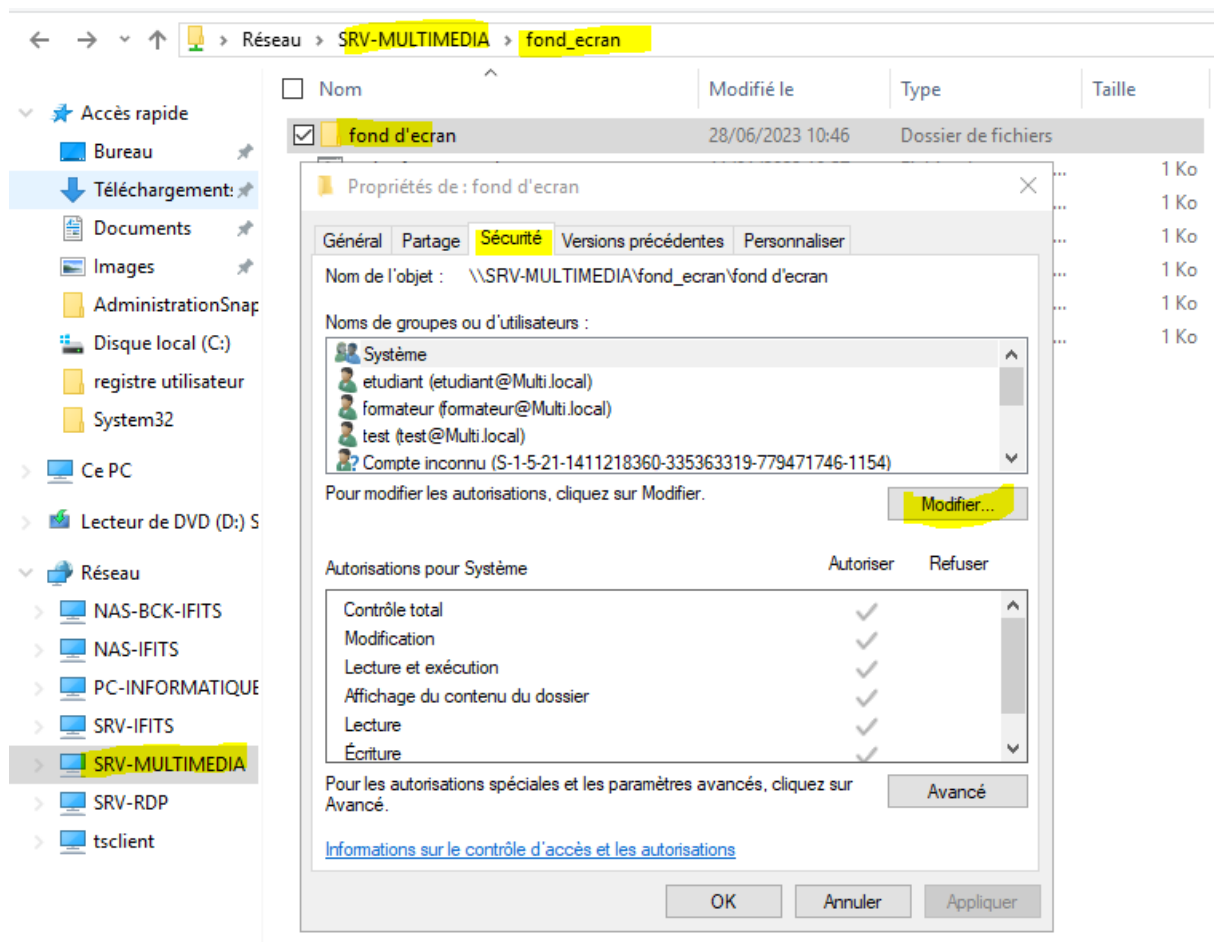 Réseau > SRV-MULTIMEDIA > fond_ecran
Nom Modifié le Type Taille
Accès rapide
fond d'ecran 28/06/2023 10:46 Dossier de fichiers
Bureau
1 Ko
Propriétés de : fond d'ecran
Téléchargements
... 1 Ko
Documents
... 1 Ko
Général Partage Sécurité Versions précédentes Personnaliser
Images
... 1 Ko
Nom de l'objet : \\SRV-MULTIMEDIA\fond_ecran\fond d'ecran
AdministrationSnap
... 1 Ko
Noms de groupes ou d'utilisateurs :
Disque local (C:)
... 1 Ko
Système
registre utilisateur
etudiant (etudiant@Multi.local)
formateur (formateur@Multi.local)
System32
test (test@Multi.local)
Compte inconnu (S-1-5-21-1411218360-335363319-779471746-1154)
Ce PC
Pour modifier les autorisations, cliquez sur Modifier.
Modifier...
Lecteur de DVD (D:) S
Autorisations pour Système Autoriser Refuser
Réseau
Contrôle total
NAS-BCK-IFITS
Modification
NAS-IFITS
Lecture et exécution
PC-INFORMATIQUE
Affichage du contenu du dossier
SRV-IFITS
Lecture
SRV-MULTIMEDIA
Écriture
Pour les autorisations spéciales et les paramètres avancés, cliquez sur
Avancé.
Avancé
SRV-RDP
tsclient
Informations sur le contrôle d'accès et les autorisations
OK Annuler Appliquer